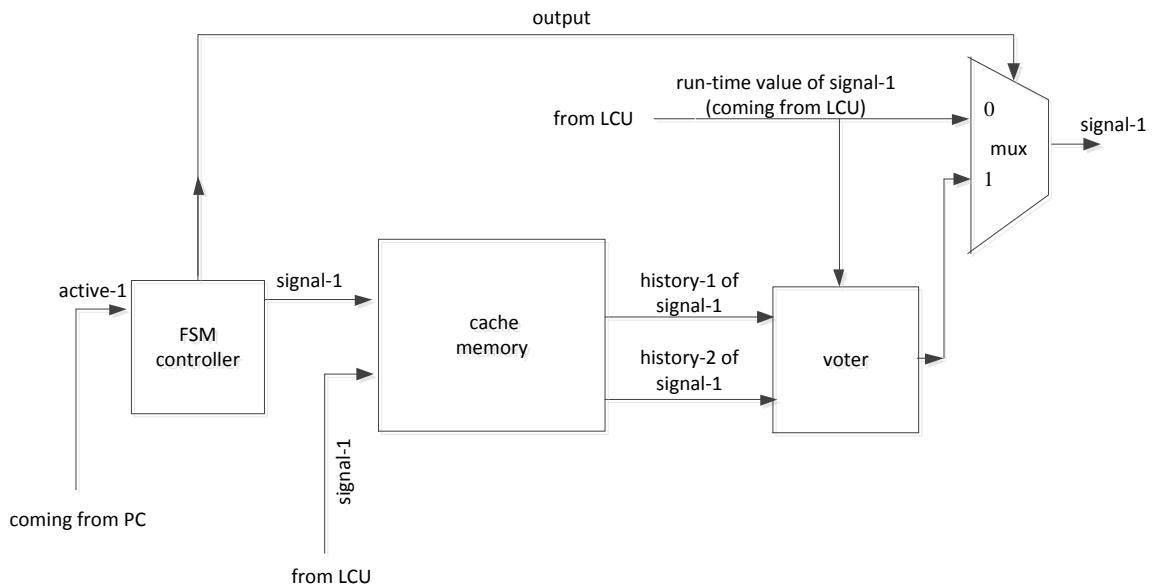 output
run-time value of signal-1
(coming from LCU)
from LCU
0
mux
1
signal-1
active-1
signal-1
FSM
controller
cache
memory
history-1 of
signal-1
history-2 of
signal-1
voter
signal-1
coming from PC
from LCU